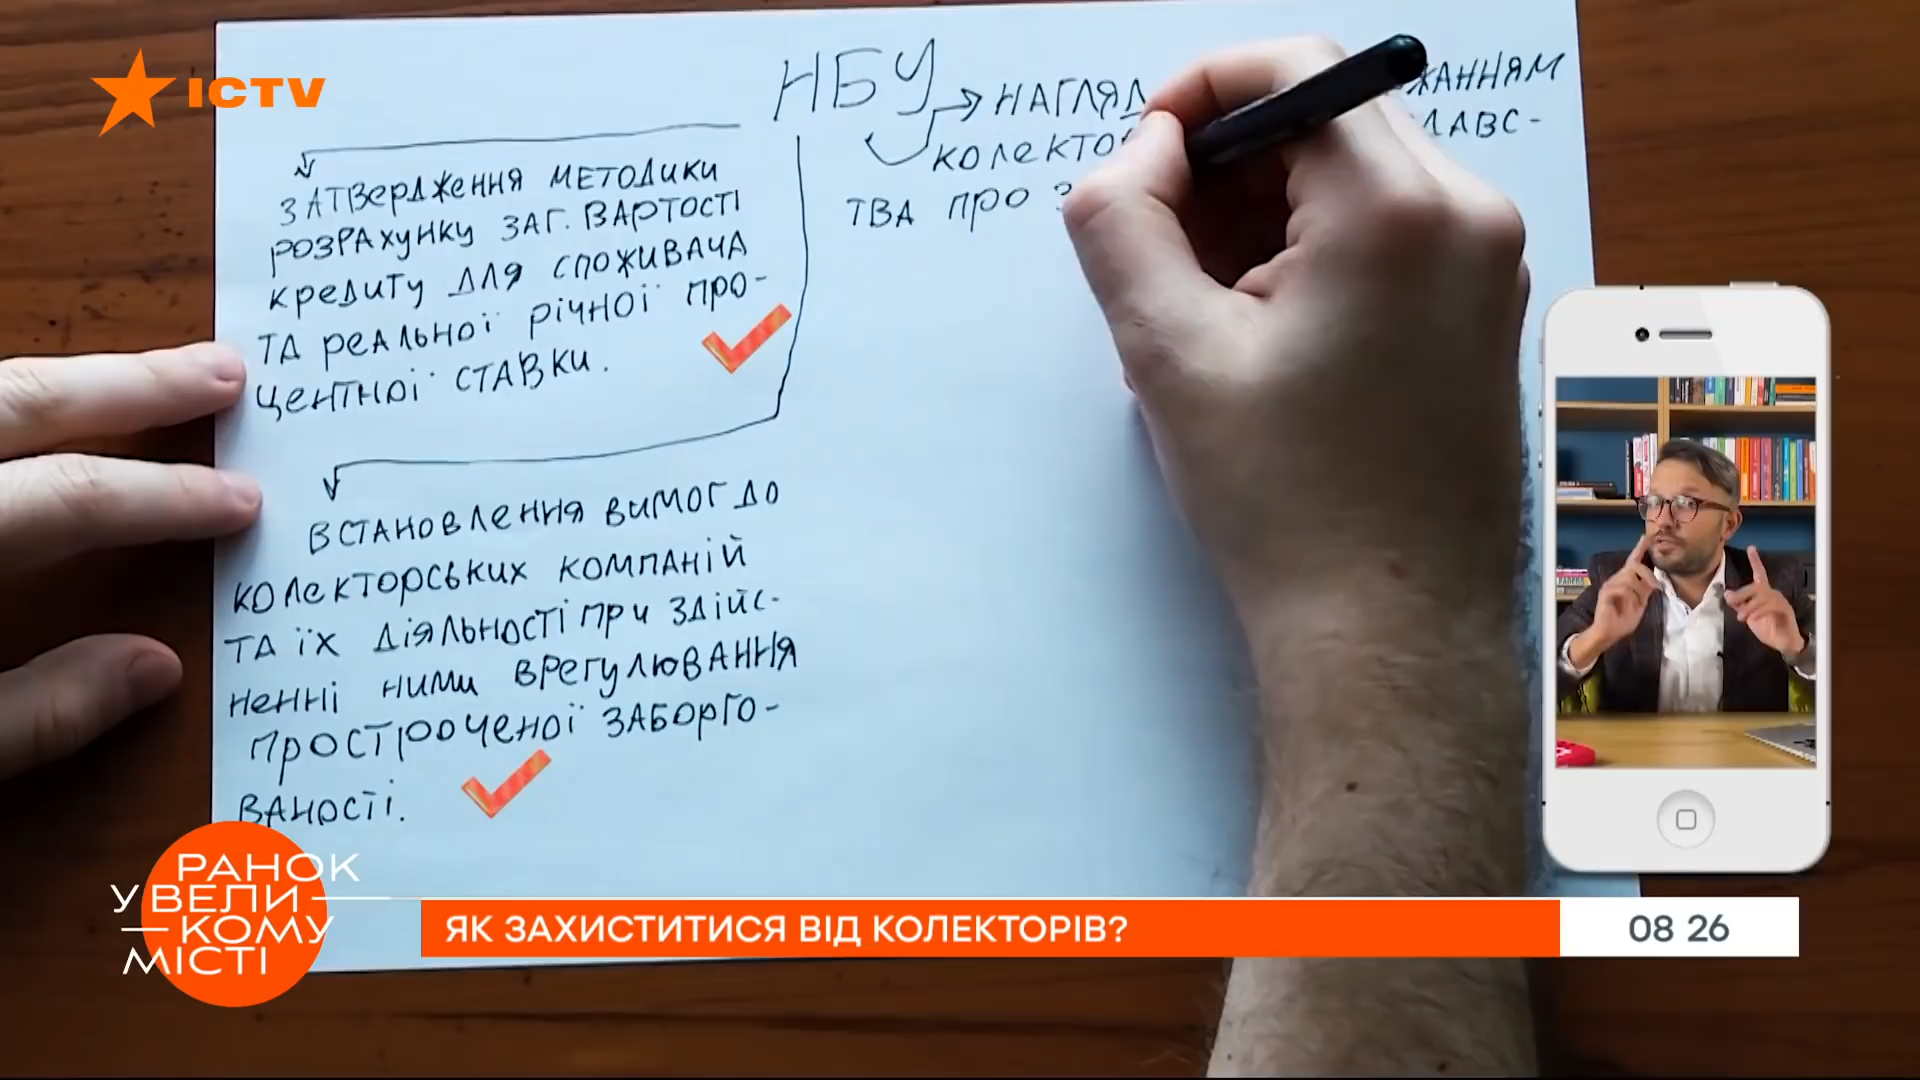 ICTV
НБУ
→ НАГЛЯД
КОЛЕКТО
ТВА ПРО
ЗАТВЕРДЖЕННЯ МЕТОДИКИ
РОЗРАХУНКУ ЗАГ. ВАРТОСТІ
КРЕДИТУ ДЛЯ СПОЖИВАЧА
ТА РЕАЛЬНОЇ РІЧНОЇ ПРО-
ЦЕНТНОЇ СТАВКИ.
ВСТАНОВЛЕННЯ ВИМОГ ДО
КОЛЕКТОРСЬКИХ КОМПАНІЙ
ТА ЇХ ДІЯЛЬНОСТІ ПРИ ЗДІЙС-
НЕННІ НИМИ ВРЕГУЛЮВАННЯ
ПРОСТРОЧЕНОЇ ЗАБОРГО-
ВАНОСТІ.
РАНОК
У ВЕЛИ—
—КОМУ
МІСТІ
ЯК ЗАХИСТИТИСЯ ВІД КОЛЕКТОРІВ?
08 26